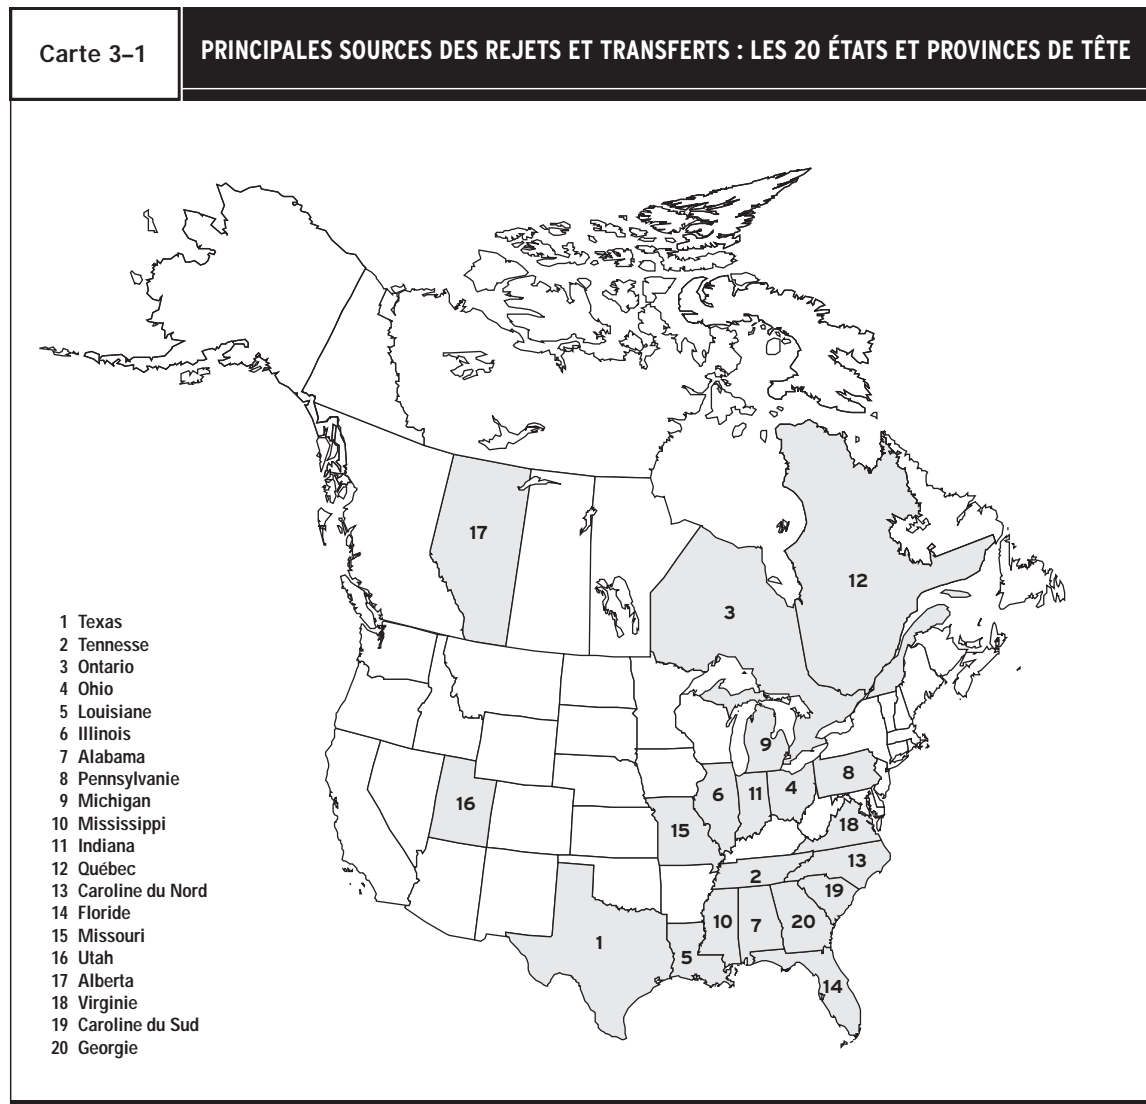 Carte 3–1
PRINCIPALES SOURCES DES REJETS ET TRANSFERTS : LES 20 ÉTATS ET PROVINCES DE TÊTE
17
12
3
9
8
6
11
4
16
15
18
13
2
19
10
7
20
1
5
14
1 Texas
2 Tennesse
3 Ontario
4 Ohio
5 Louisiane
6 Illinois
7 Alabama
8 Pennsylvanie
9 Michigan
10 Mississippi
11 Indiana
12 Québec
13 Caroline du Nord
14 Floride
15 Missouri
16 Utah
17 Alberta
18 Virginie
19 Caroline du Sud
20 Georgie